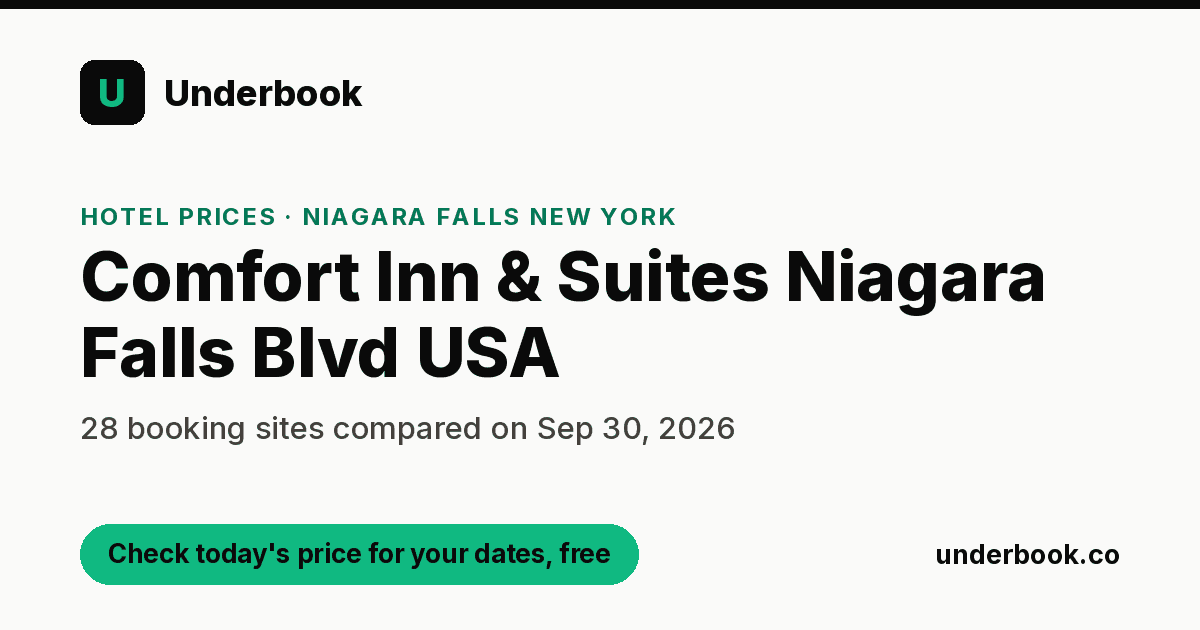 U Underbook
HOTEL PRICES · NIAGARA FALLS NEW YORK
Comfort Inn & Suites Niagara
Falls Blvd USA
28 booking sites compared on Sep 30, 2026
Check today's price for your dates, free
underbook.co